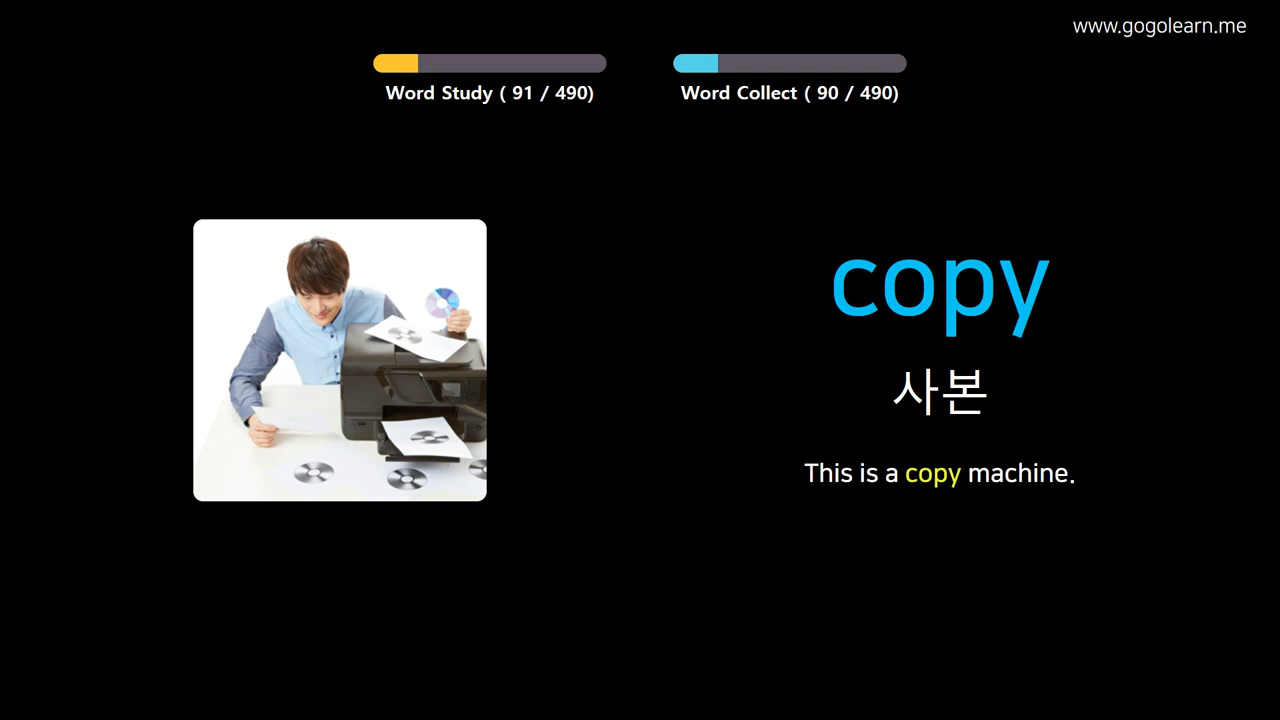 www.gogolearn.me
Word Study ( 91 / 490)
Word Collect ( 90 / 490)
copy
사본
This is a copy machine.